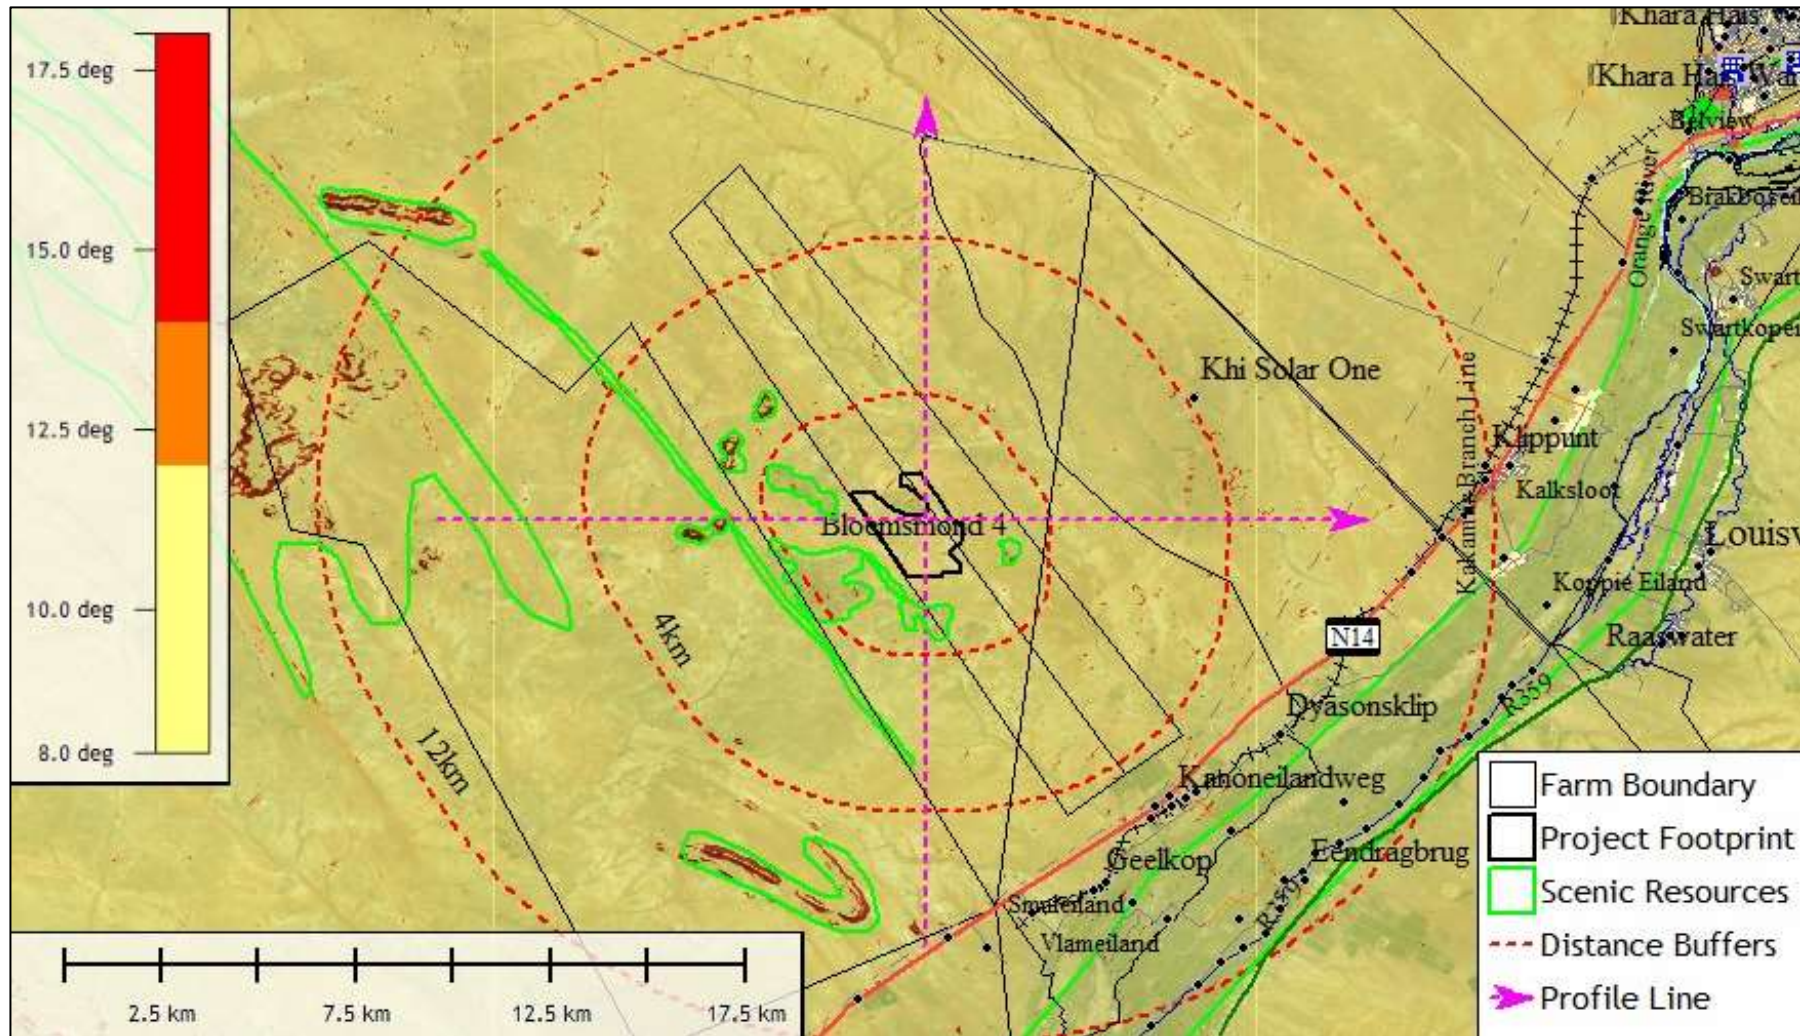 17.5 deg
15.0 deg
12.5 deg
10.0 deg
8.0 deg
Khara Hais
Khara Hais
Belview
Orange River
Swartkopen
Khi Solar One
Kakamas Branch Line
Klippunt
Kalksloot
Bloemsmond 4
Koppie Eiland
Raaswater
N14
4km
R359
Dyasonsklip
12km
Kanoneilandweg
Geelkop
Eendragbrug
R359
Vlameiland
2.5 km
7.5 km
12.5 km
17.5 km
Farm Boundary
Project Footprint
Scenic Resources
Distance Buffers
Profile Line